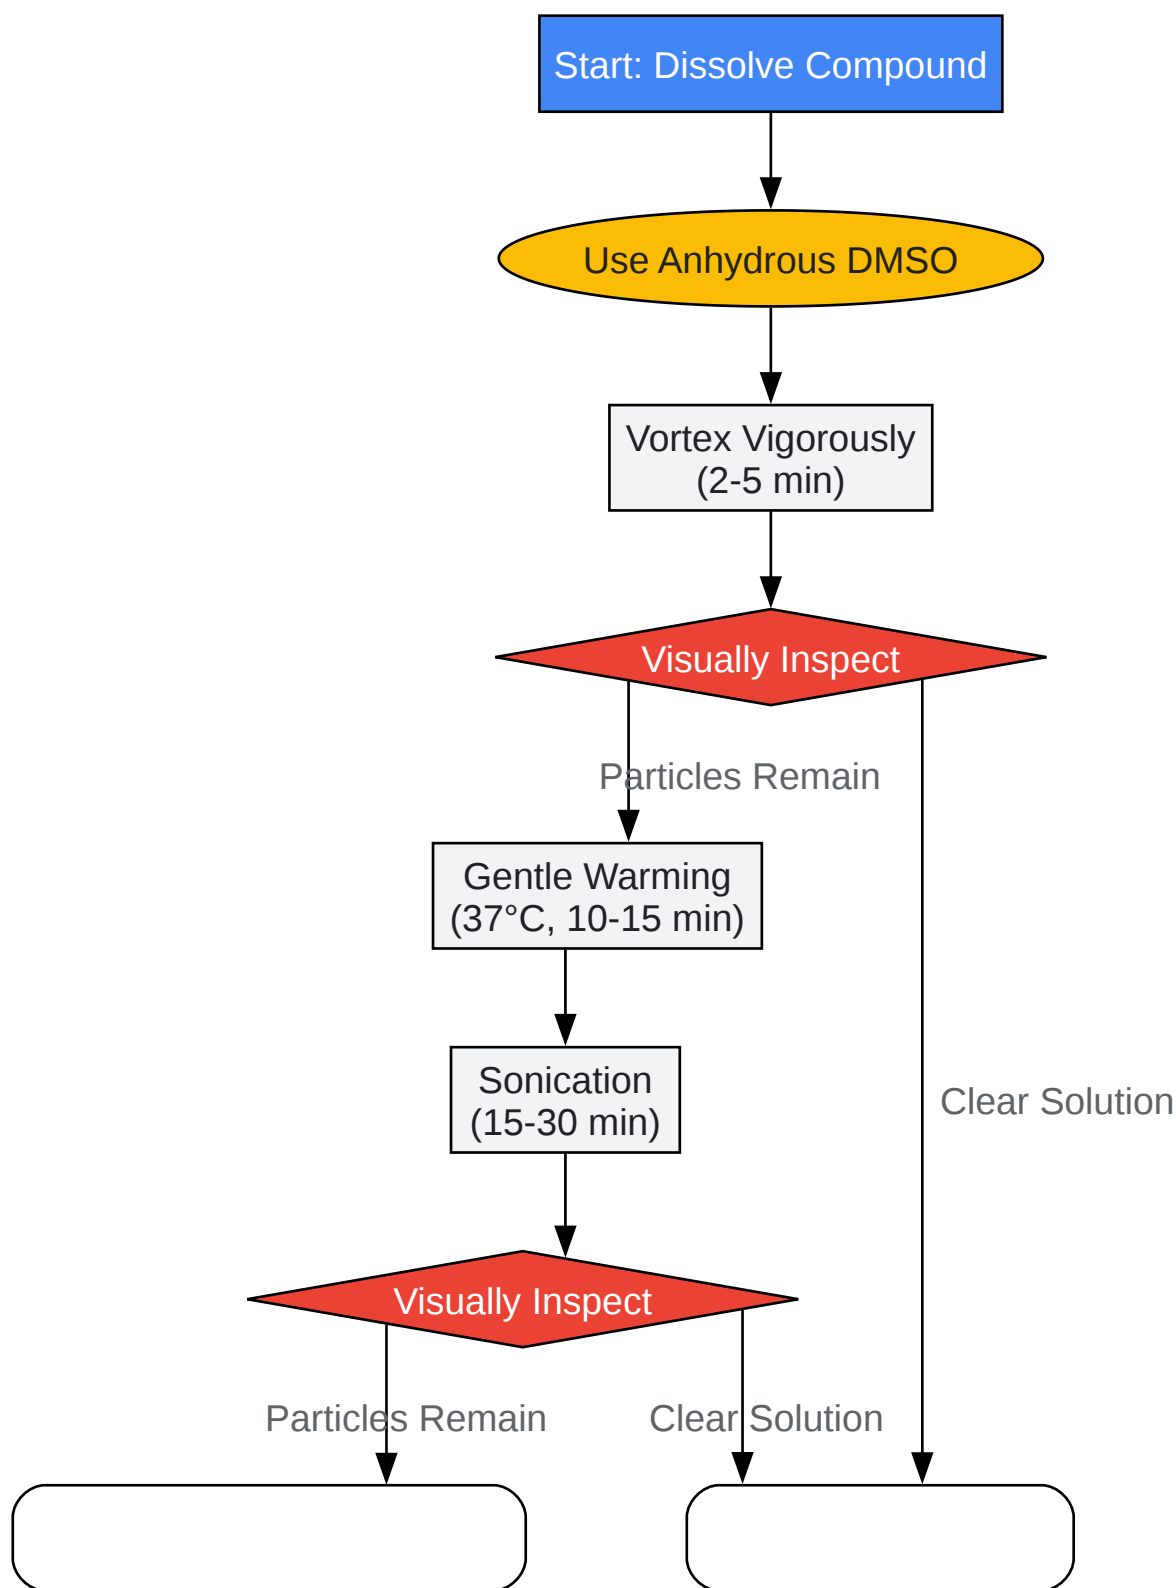 Start: Dissolve Compound
Use Anhydrous DMSO
Vortex Vigorously
(2-5 min)
Visually Inspect
Particles Remain
Gentle Warming
(37°C, 10-15 min)
Sonication
(15-30 min)
Clear Solution
Visually Inspect
Particles Remain
Clear Solution